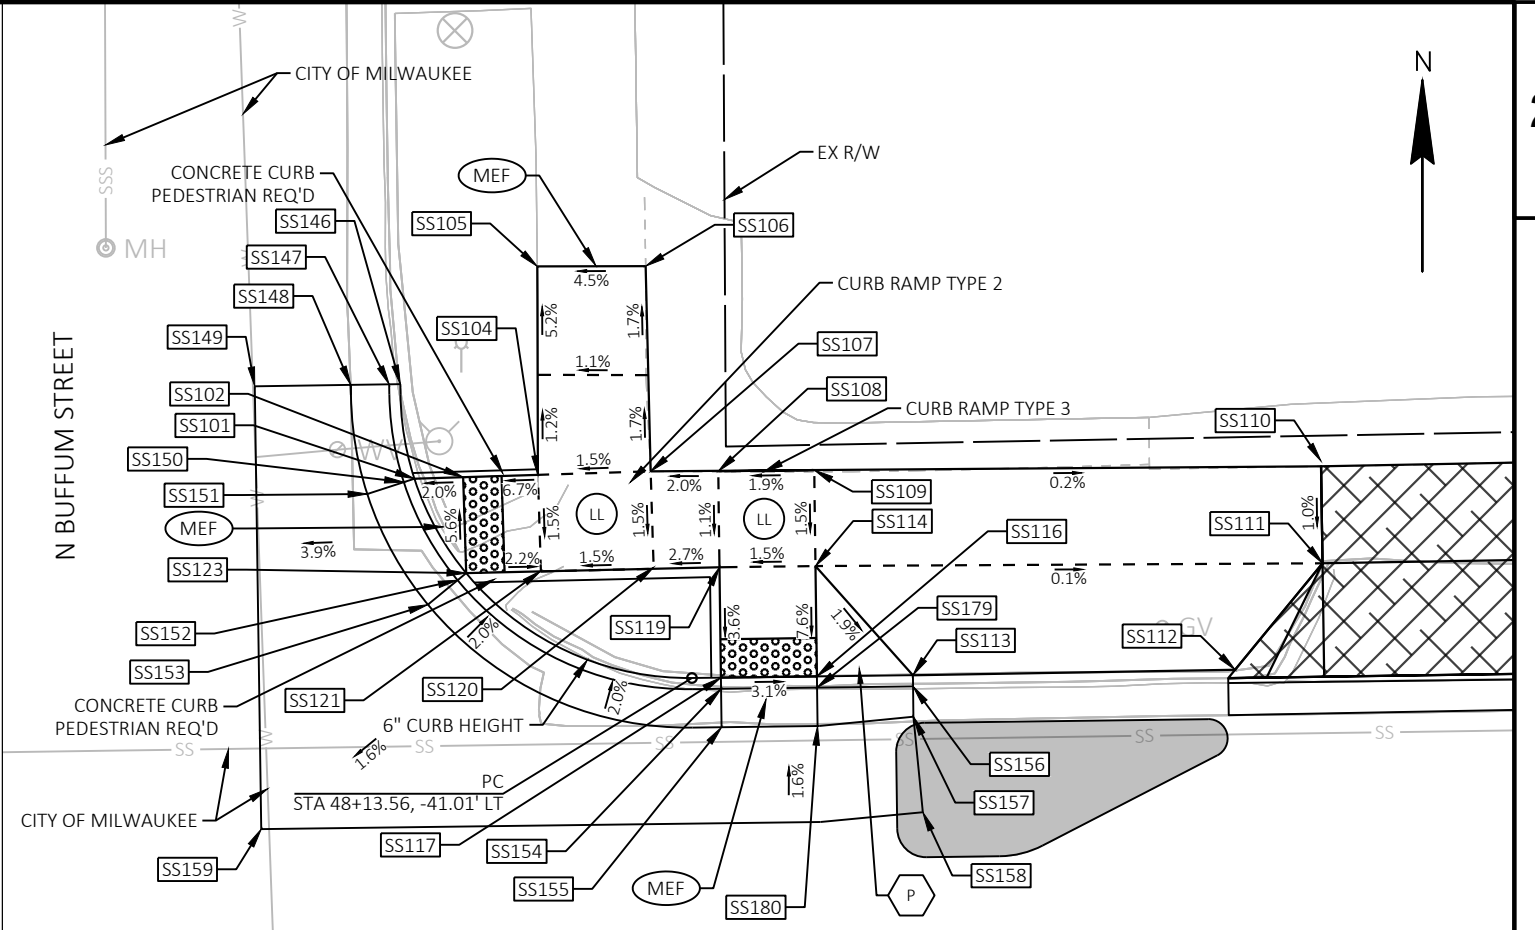 CITY OF MILWAUKEE
N
EX R/W
CONCRETE CURB
PEDESTRIAN REQ'D
MEF
SS146
SS105
SS106
MH
SSS
W
SS147
SS148
4.5%
CURB RAMP TYPE 2
5.2%
1.7%
SS149
SS104
SS107
N BUFFUM STREET
1.1%
SS102
SS108
CURB RAMP TYPE 3
SS101
1.2%
1.7%
SS110
WV
SS150
1.5%
2.0%
6.7%
2.0%
1.9%
0.2%
SS151
SS109
LL
LL
MEF
5.6%
1.5%
1.5%
1.1%
1.5%
SS114
SS116
SS111
1.0%
3.9%
2.2%
1.5%
2.7%
1.5%
SS123
0.1%
SS179
SS152
2.0%
SS119
3.6%
7.6%
1.9%
SS113
SS112
GV
SS153
SS121
SS120
2.0%
3.1%
CONCRETE CURB
PEDESTRIAN REQ'D
6" CURB HEIGHT
SS
SS
SS
SS
SS
SS
W
1.6%
SS156
PC
STA 48+13.56, -41.01' LT
1.6%
SS157
CITY OF MILWAUKEE
SS117
SS154
SS159
SS155
MEF
SS158
P
SS180